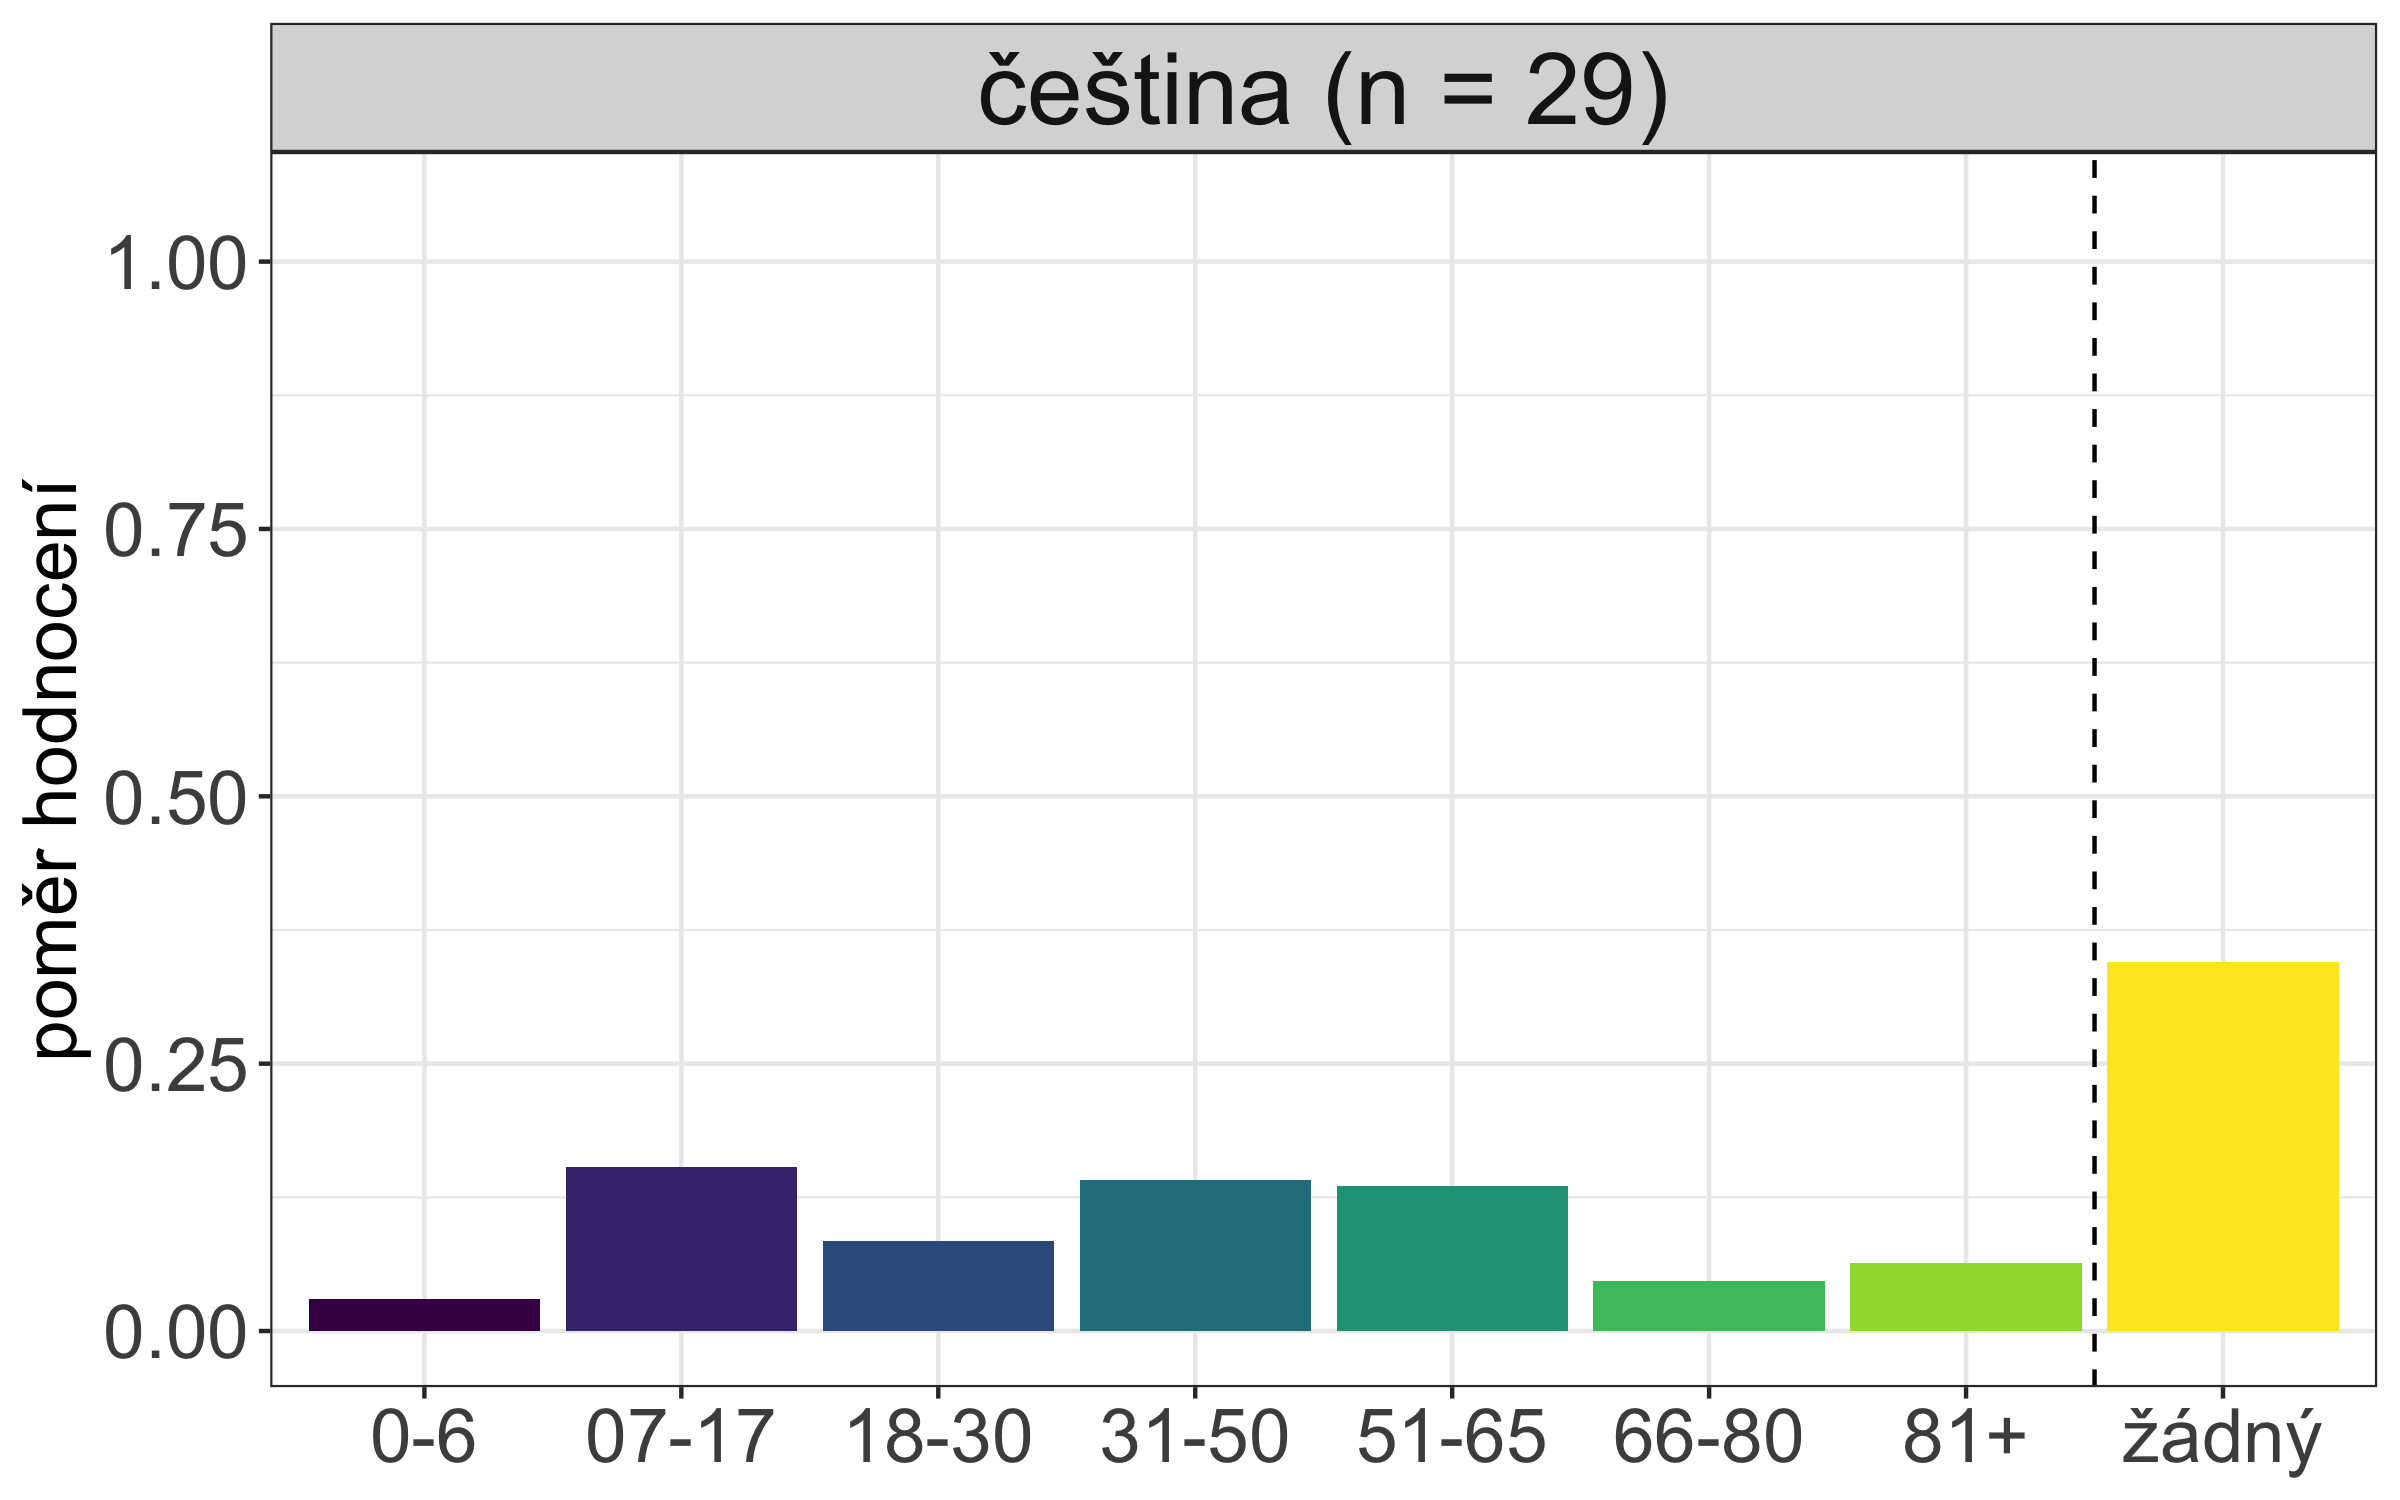 čeština (n = 29)
poměr hodnocení
1.00
0.75
0.50
0.25
0.00
0-6 07-17 18-30 31-50 51-65 66-80 81+ žádný